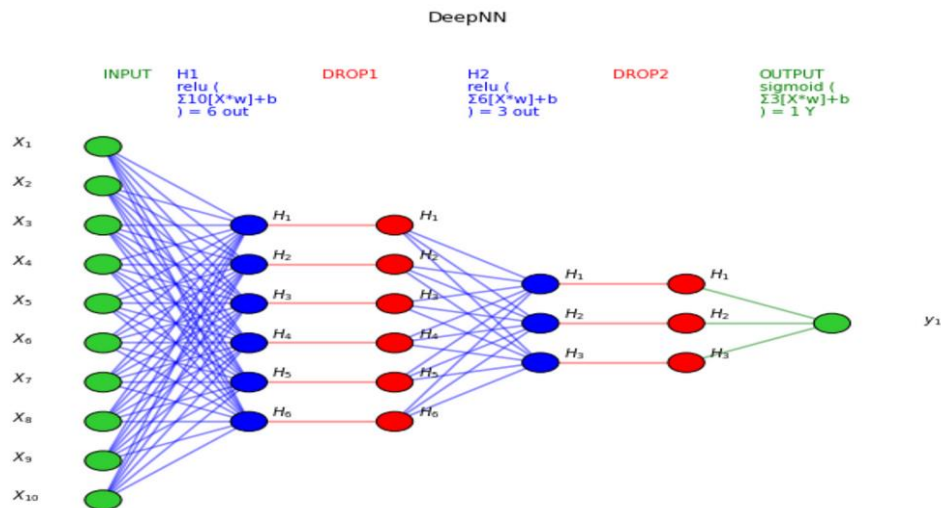 DeepNN
INPUT
H1
relu (
Σ10[X*w]+b
) = 6 out
DROP1
H2
relu (
Σ6[X*w]+b
) = 3 out
DROP2
OUTPUT
sigmoid (
Σ3[X*w]+b
) = 1 Y
X₁
X₂
X₃
X₄
X₅
X₆
X₇
X₈
X₉
X₁₀
H₁
H₂
H₃
H₄
H₅
H₆
H₁
H₂
H₃
H₄
H₅
H₆
H₁
H₂
H₃
H₁
H₂
H₃
y₁